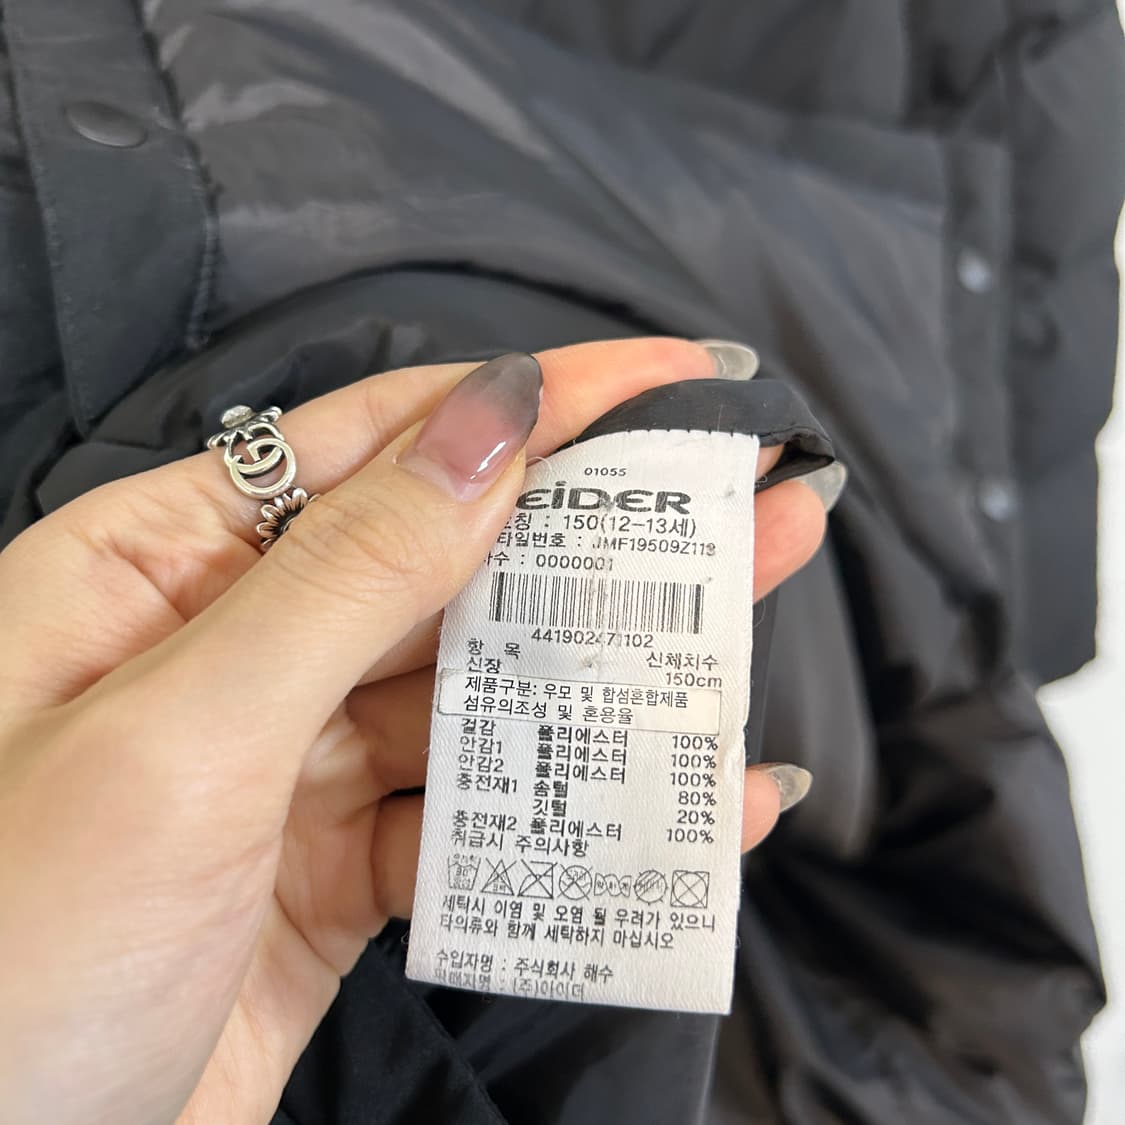 01055
EiDER
호칭 : 150(12-13세)
타일번호 : JMF19509Z119
차수 : 0000001
441902471102
항 목 신체치수
신장 150cm
제품구분: 우모 및 합섬혼합제품
섬유의조성 및 혼용율
겉감 폴리에스터 100%
안감1 폴리에스터 100%
안감2 폴리에스터 100%
충전재1 솜털 80%
깃털 20%
충전재2 폴리에스터 100%
취급시 주의사항
세탁시 이염 및 오염 될 우려가 있으니
타의류와 함께 세탁하지 마십시오
수입자명 : 주식회사 해수
판매자명 : (주)아이더